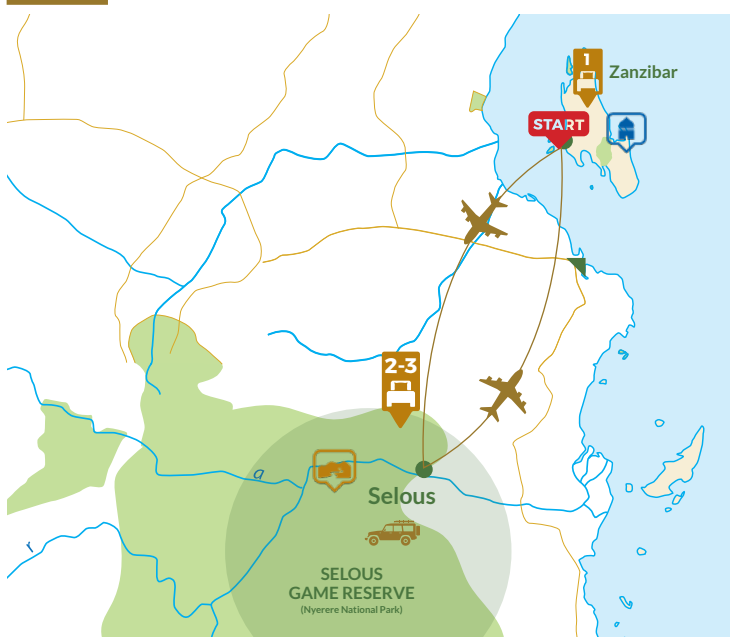 1
Zanzibar
START
2-3
a
Selous
r
SELOUS
GAME RESERVE
(Nyerere National Park)